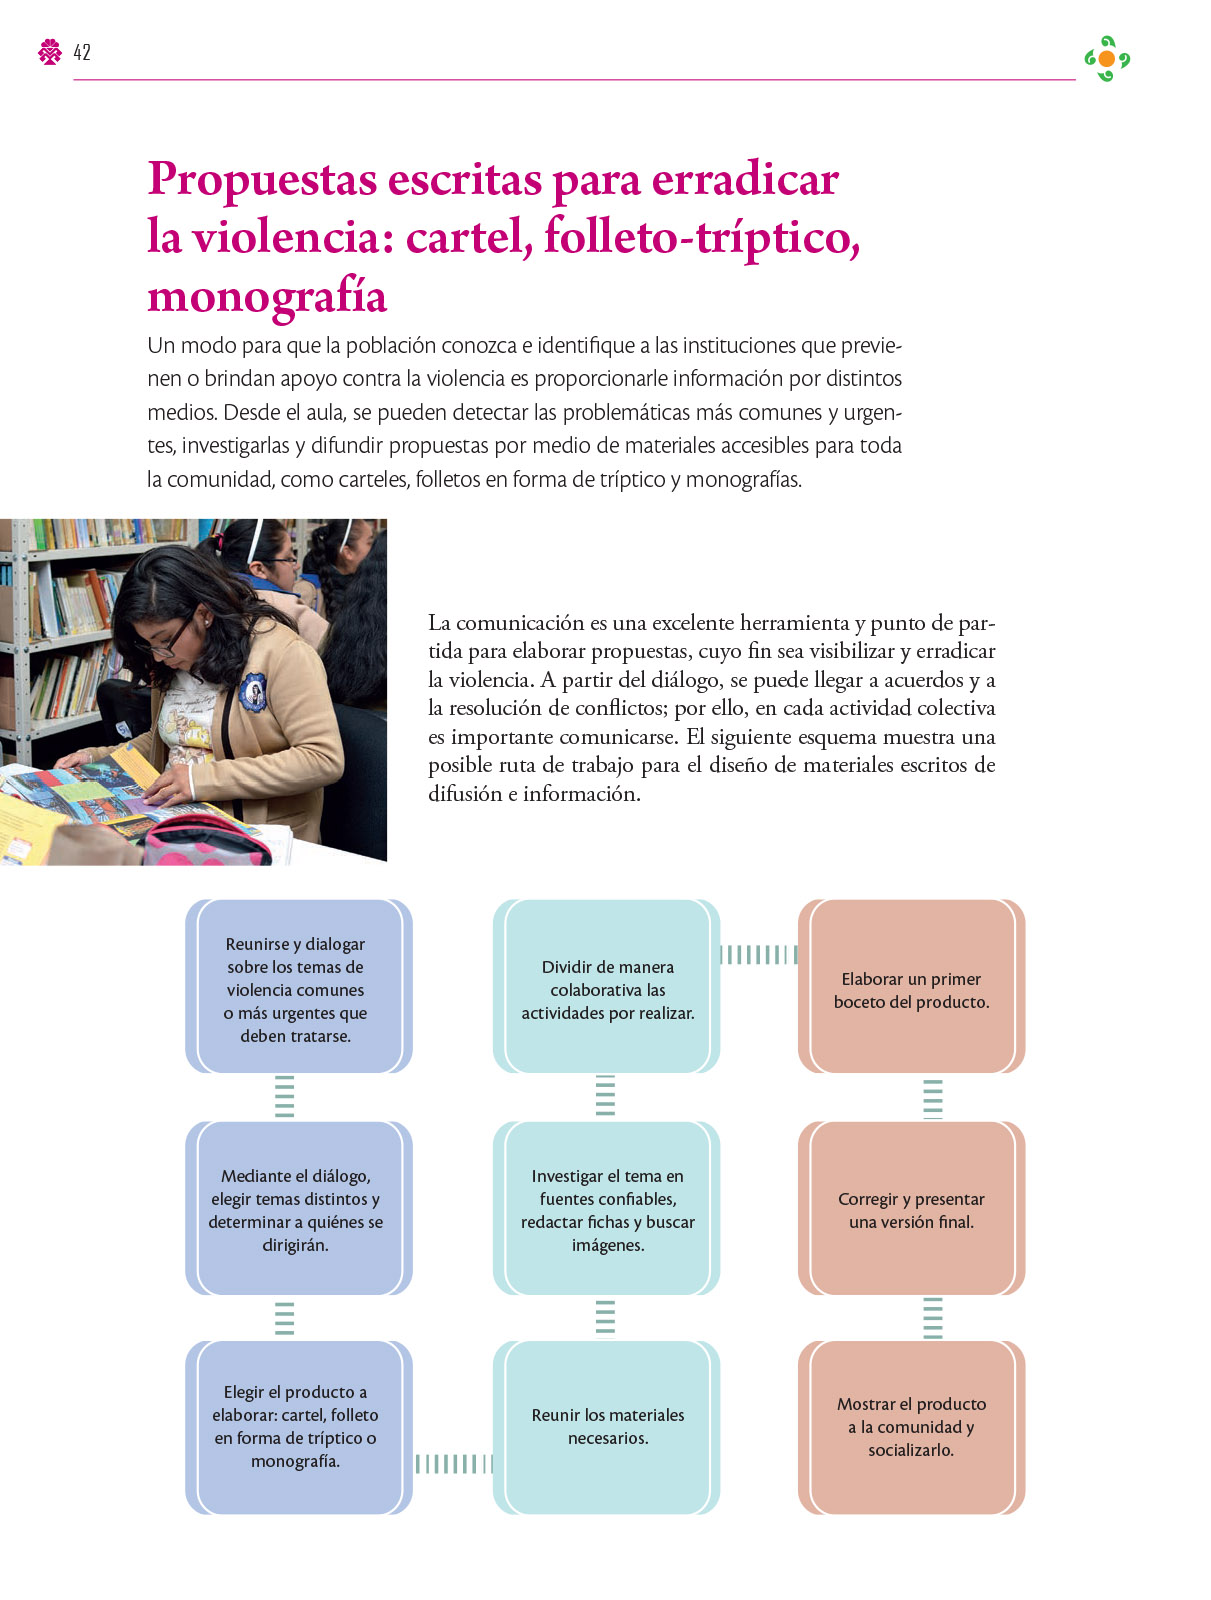 42
Propuestas escritas para erradicar
la violencia: cartel, folleto-tríptico,
monografía
Un modo para que la población conozca e identifique a las instituciones que previe-
nen o brindan apoyo contra la violencia es proporcionarle información por distintos
medios. Desde el aula, se pueden detectar las problemáticas más comunes y urgen-
tes, investigarlas y difundir propuestas por medio de materiales accesibles para toda
la comunidad, como carteles, folletos en forma de tríptico y monografías.
La comunicación es una excelente herramienta y punto de par-
tida para elaborar propuestas, cuyo fin sea visibilizar y erradicar
la violencia. A partir del diálogo, se puede llegar a acuerdos y a
la resolución de conflictos; por ello, en cada actividad colectiva
es importante comunicarse. El siguiente esquema muestra una
posible ruta de trabajo para el diseño de materiales escritos de
difusión e información.
Reunirse y dialogar
sobre los temas de
violencia comunes
o más urgentes que
deben tratarse.
Mediante el diálogo,
elegir temas distintos y
determinar a quiénes se
dirigirán.
Elegir el producto a
elaborar: cartel, folleto
en forma de tríptico o
monografía.
Reunir los materiales
necesarios.
Investigar el tema en
fuentes confiables,
redactar fichas y buscar
imágenes.
Dividir de manera
colaborativa las
actividades por realizar.
Elaborar un primer
boceto del producto.
Corregir y presentar
una versión final.
Mostrar el producto
a la comunidad y
socializarlo.